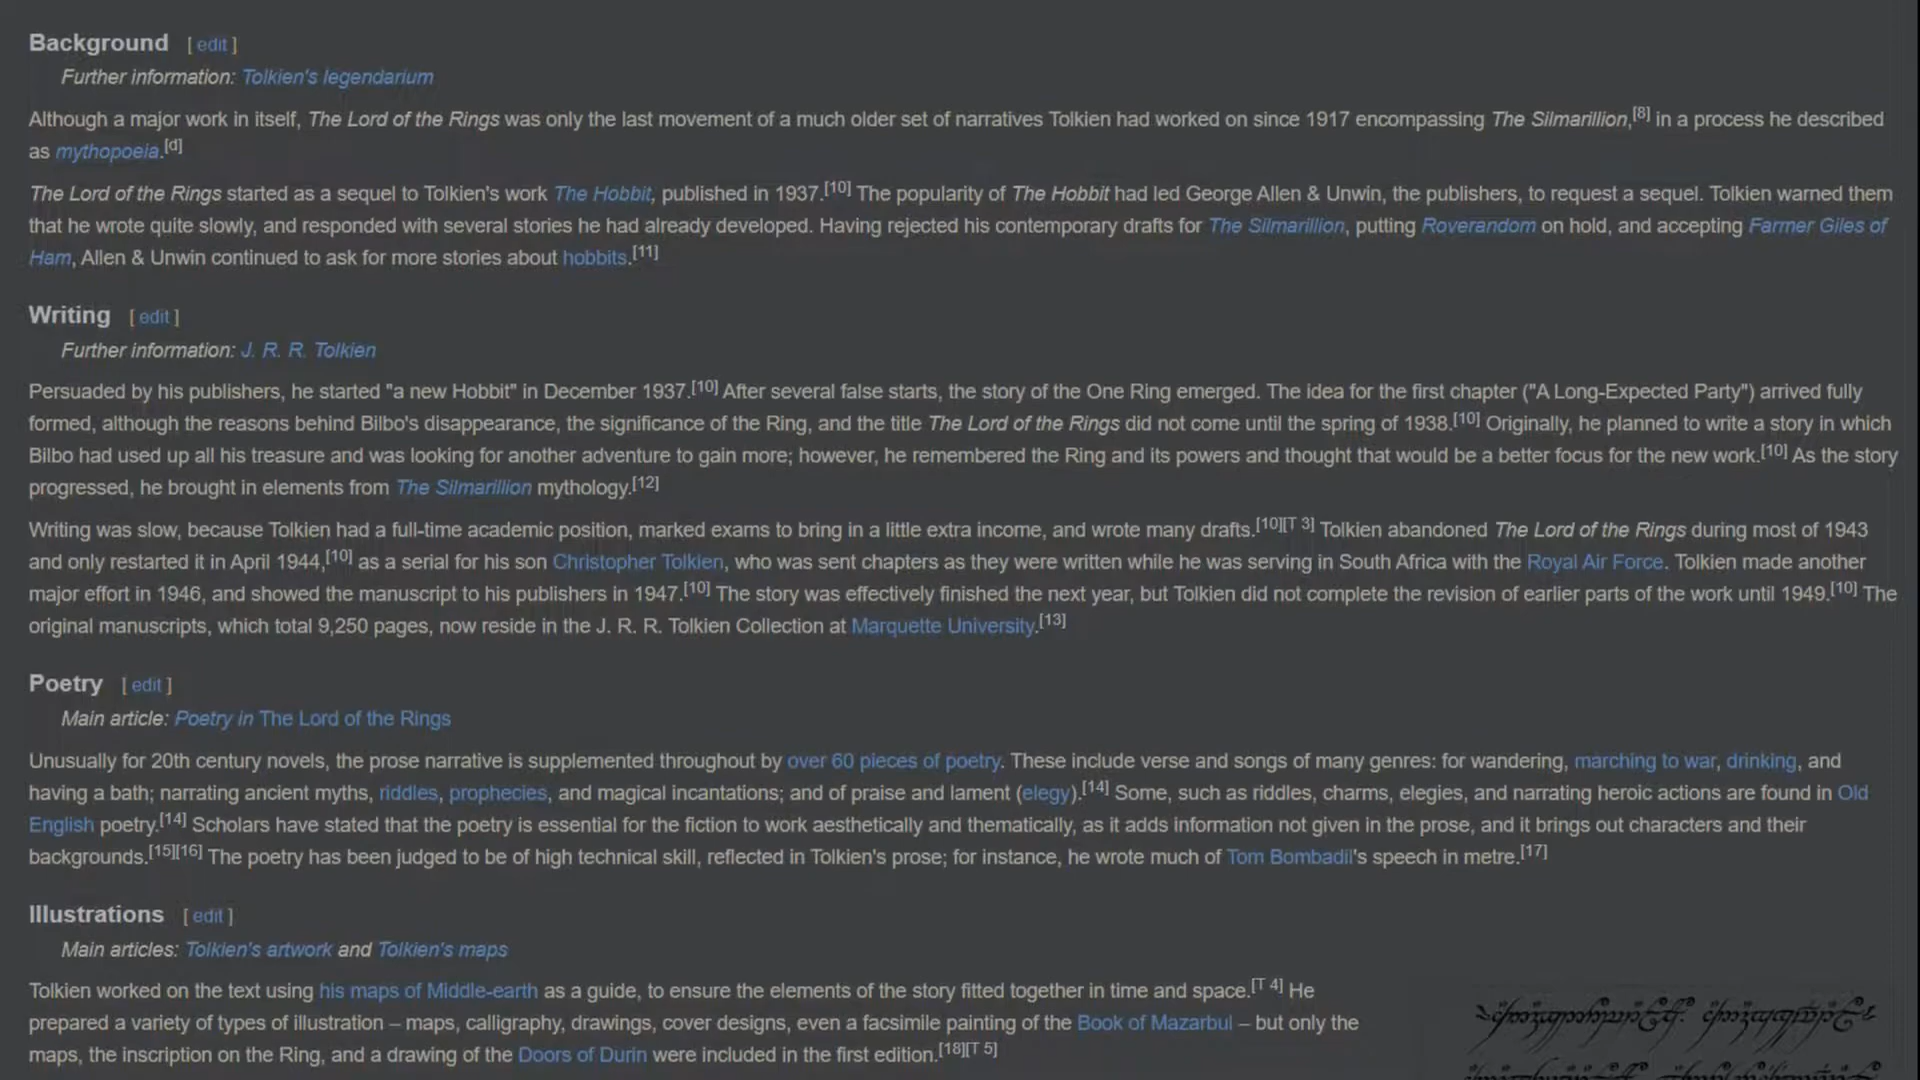 Background [ edit ]
Further information: Tolkien's legendarium
Although a major work in itself, The Lord of the Rings was only the last movement of a much older set of narratives Tolkien had worked on since 1917 encompassing The Silmarillion,[8] in a process he described
as mythopoeia.[d]
The Lord of the Rings started as a sequel to Tolkien's work The Hobbit, published in 1937.[10] The popularity of The Hobbit had led George Allen & Unwin, the publishers, to request a sequel. Tolkien warned them
that he wrote quite slowly, and responded with several stories he had already developed. Having rejected his contemporary drafts for The Silmarillion, putting Roverandom on hold, and accepting Farmer Giles of
Ham, Allen & Unwin continued to ask for more stories about hobbits.[11]
Writing [ edit ]
Further information: J. R. R. Tolkien
Persuaded by his publishers, he started "a new Hobbit" in December 1937.[10] After several false starts, the story of the One Ring emerged. The idea for the first chapter ("A Long-Expected Party") arrived fully
formed, although the reasons behind Bilbo's disappearance, the significance of the Ring, and the title The Lord of the Rings did not come until the spring of 1938.[10] Originally, he planned to write a story in which
Bilbo had used up all his treasure and was looking for another adventure to gain more; however, he remembered the Ring and its powers and thought that would be a better focus for the new work.[10] As the story
progressed, he brought in elements from The Silmarillion mythology.[12]
Writing was slow, because Tolkien had a full-time academic position, marked exams to bring in a little extra income, and wrote many drafts.[10][T 3] Tolkien abandoned The Lord of the Rings during most of 1943
and only restarted it in April 1944,[10] as a serial for his son Christopher Tolkien, who was sent chapters as they were written while he was serving in South Africa with the Royal Air Force. Tolkien made another
major effort in 1946, and showed the manuscript to his publishers in 1947.[10] The story was effectively finished the next year, but Tolkien did not complete the revision of earlier parts of the work until 1949.[10] The
original manuscripts, which total 9,250 pages, now reside in the J. R. R. Tolkien Collection at Marquette University.[13]
Poetry [ edit ]
Main article: Poetry in The Lord of the Rings
Unusually for 20th century novels, the prose narrative is supplemented throughout by over 60 pieces of poetry. These include verse and songs of many genres: for wandering, marching to war, drinking, and
having a bath; narrating ancient myths, riddles, prophecies, and magical incantations; and of praise and lament (elegy).[14] Some, such as riddles, charms, elegies, and narrating heroic actions are found in Old
English poetry.[14] Scholars have stated that the poetry is essential for the fiction to work aesthetically and thematically, as it adds information not given in the prose, and it brings out characters and their
backgrounds.[15][16] The poetry has been judged to be of high technical skill, reflected in Tolkien's prose; for instance, he wrote much of Tom Bombadil's speech in metre.[17]
Illustrations [ edit ]
Main articles: Tolkien's artwork and Tolkien's maps
Tolkien worked on the text using his maps of Middle-earth as a guide, to ensure the elements of the story fitted together in time and space.[T 4] He
prepared a variety of types of illustration – maps, calligraphy, drawings, cover designs, even a facsimile painting of the Book of Mazarbul – but only the
maps, the inscription on the Ring, and a drawing of the Doors of Durin were included in the first edition.[18][T 5]